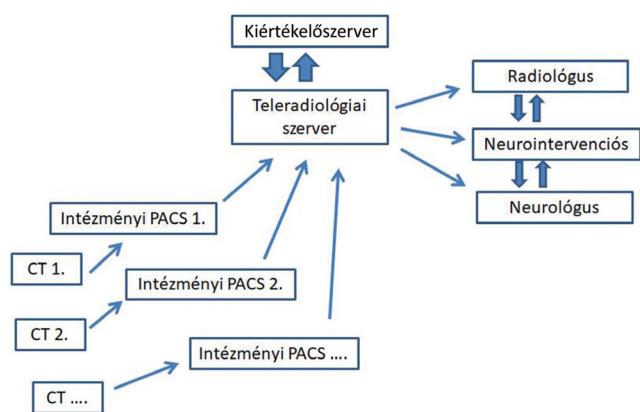 Kiértékelőszerver
Teleradiológiai
szerver
Radiológus
Neurointervenciós
Neurológus
Intézményi PACS 1.
CT 1.
Intézményi PACS 2.
CT 2.
Intézményi PACS ....
CT ....